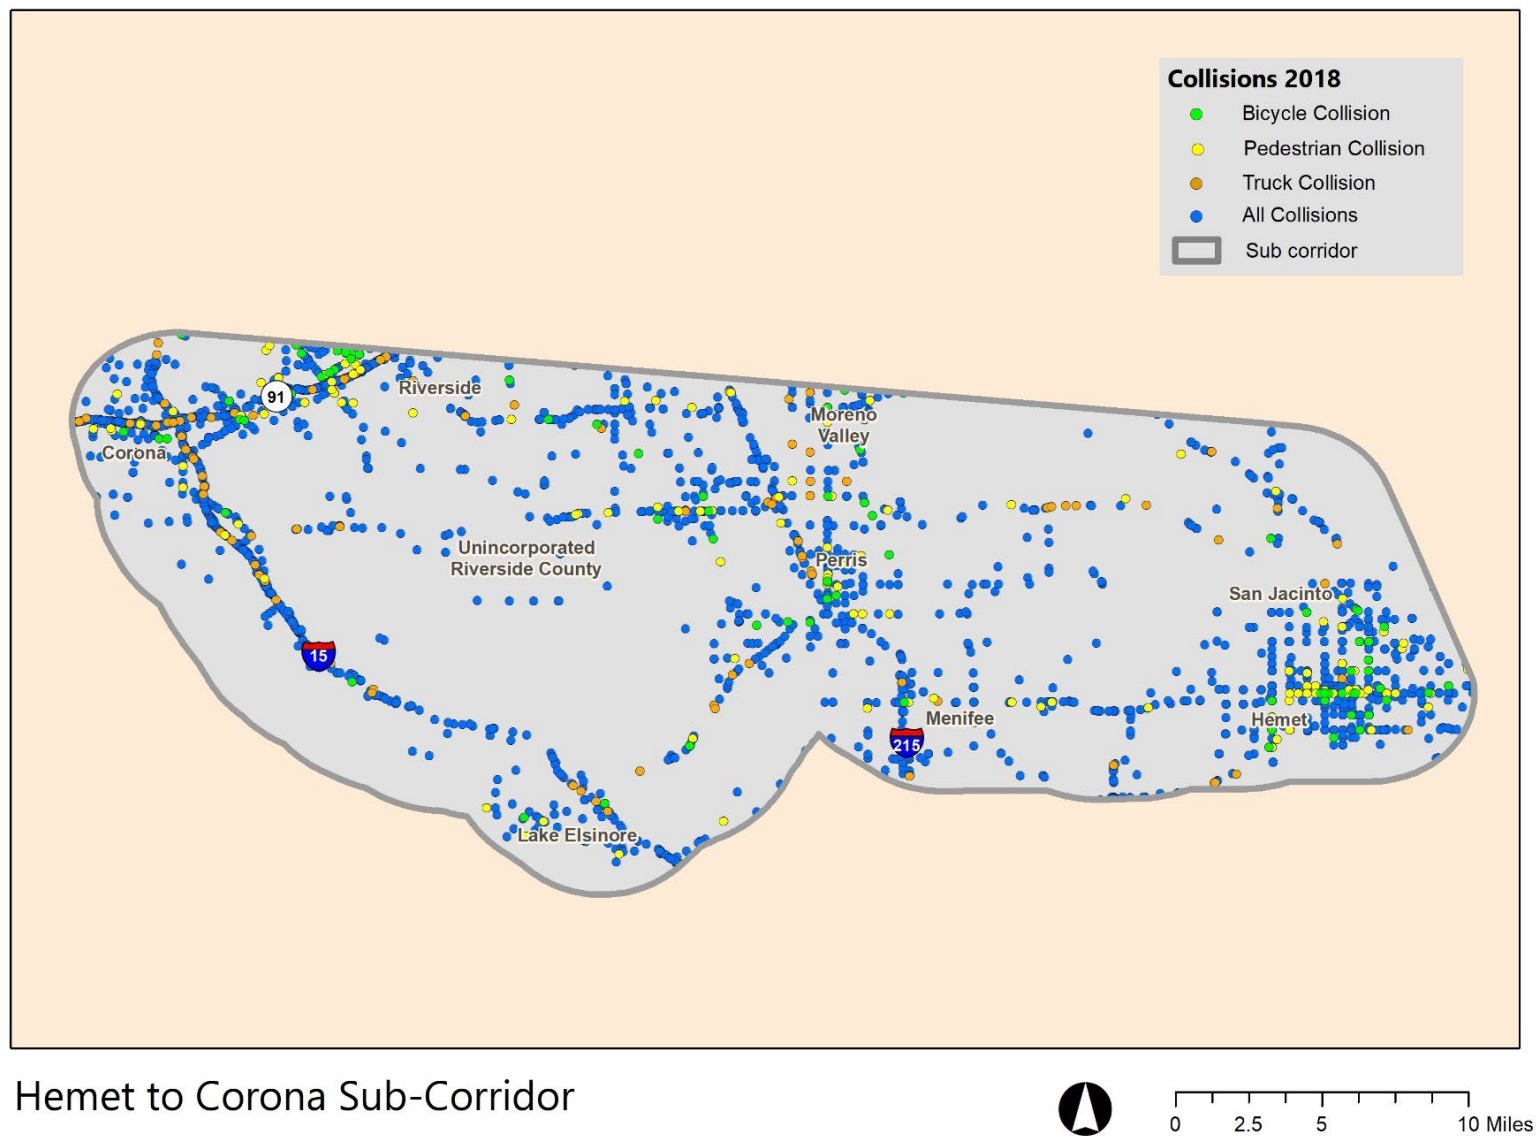 Collisions 2018
Bicycle Collision
Pedestrian Collision
Truck Collision
All Collisions
Sub corridor
91
Riverside
Moreno
Valley
Corona
Unincorporated
Riverside County
Perris
San Jacinto
15
Menifee
Hemet
215
Lake Elsinore
Hemet to Corona Sub-Corridor
0 2.5 5 10 Miles